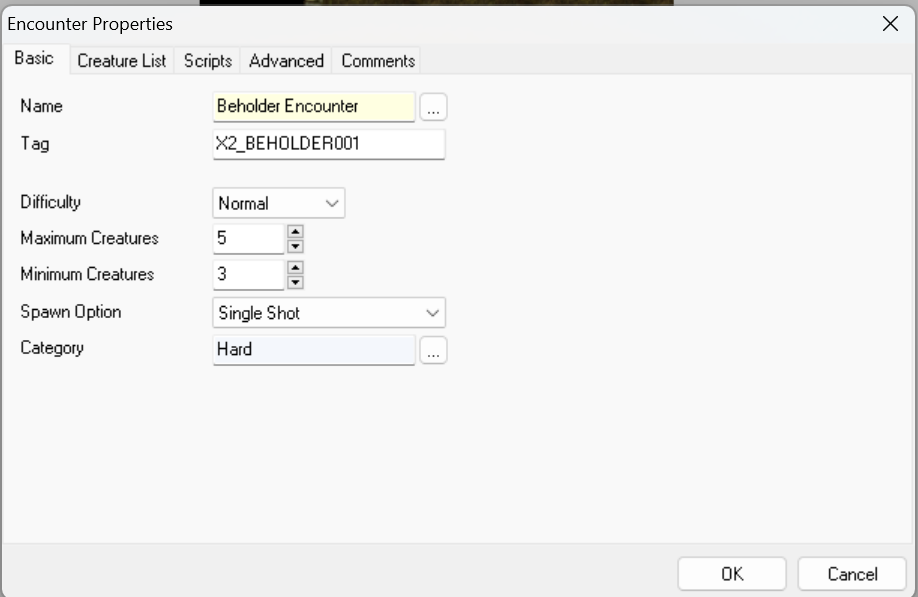 Encounter Properties
Basic Creature List Scripts Advanced Comments
Name Beholder Encounter ...
Tag X2_BEHOLDER001
Difficulty Normal
Maximum Creatures 5
Minimum Creatures 3
Spawn Option Single Shot
Category Hard ...
OK Cancel